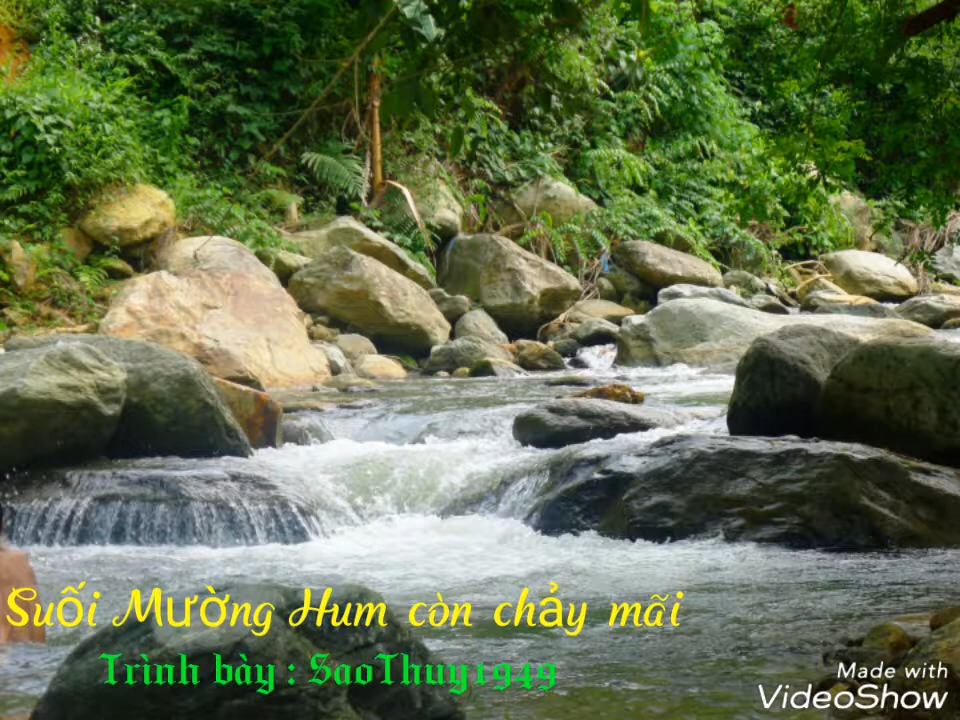 Suối Mường Hum còn chảy mãi
Trình bày : SaoThuy1949
Made with
VideoShow